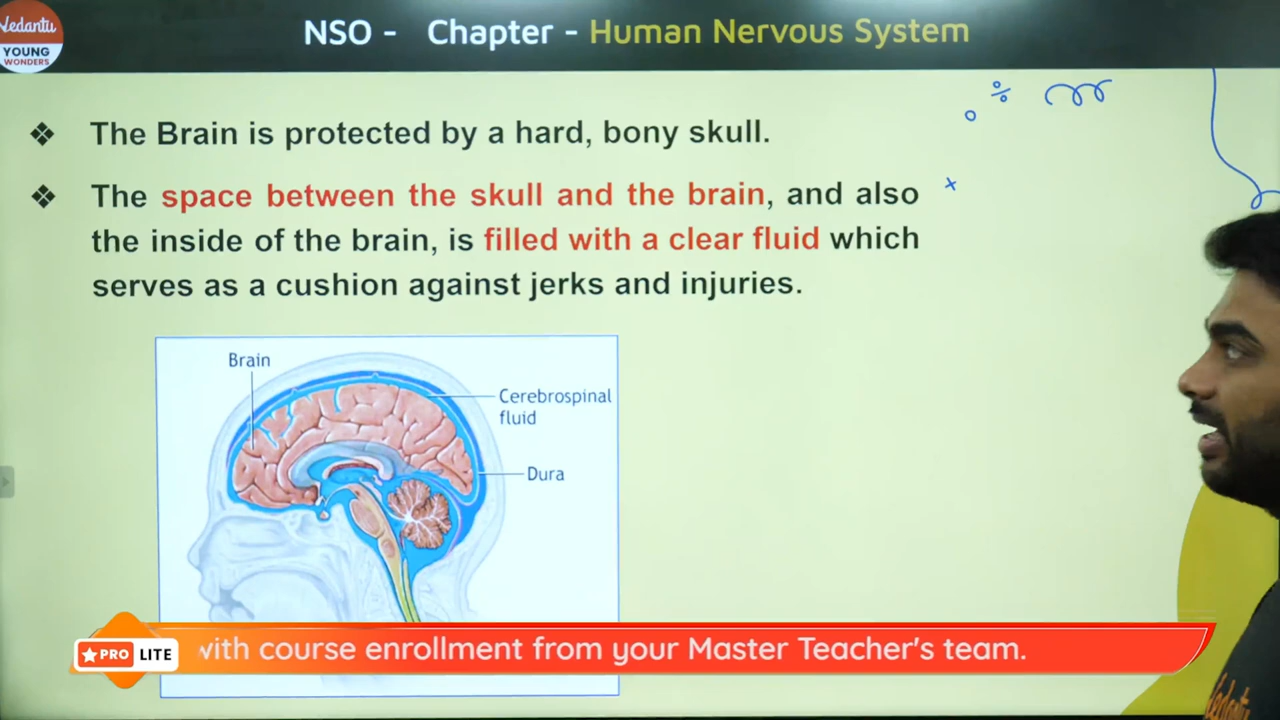 Vedantu
YOUNG
WONDERS
NSO - Chapter - Human Nervous System
❖ The Brain is protected by a hard, bony skull.
❖ The space between the skull and the brain, and also
the inside of the brain, is filled with a clear fluid which
serves as a cushion against jerks and injuries.
Brain
Cerebrospinal
fluid
Dura
PRO LITE
with course enrollment from your Master Teacher's team.
Vedantu